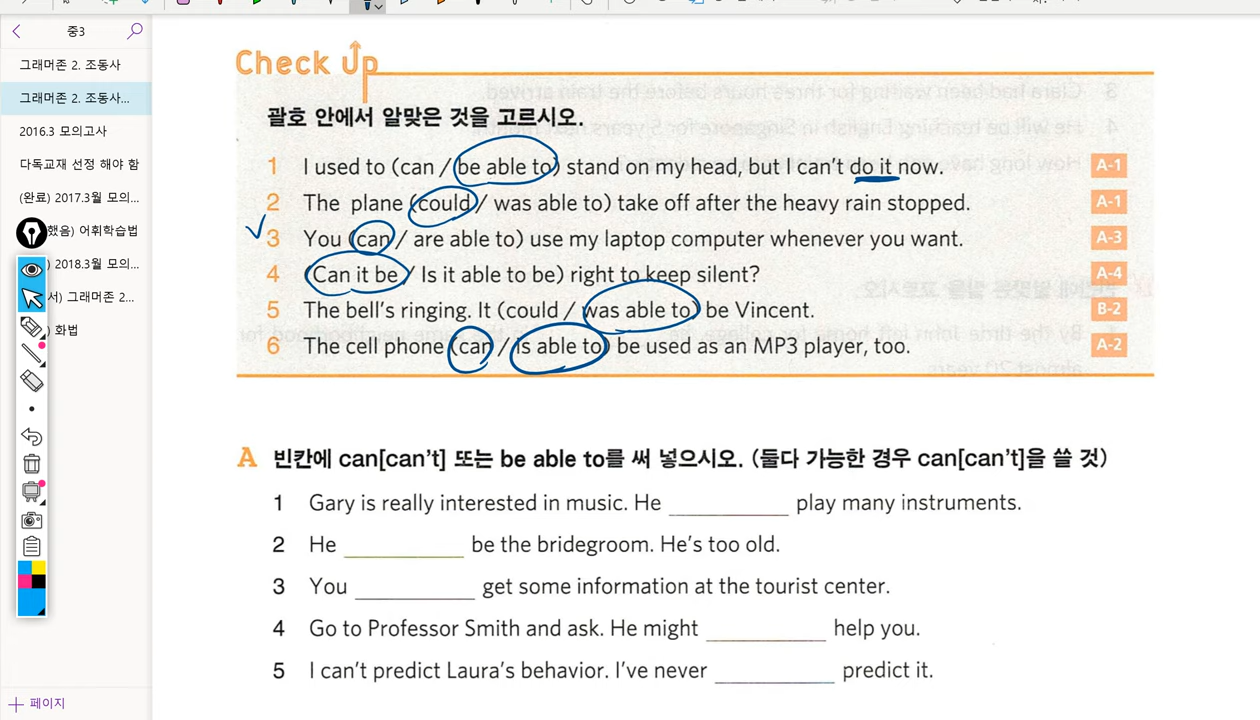 중3
그래머존 2. 조동사
그래머존 2. 조동사...
2016.3 모의고사
다독교재 선정 해야 함
(완료) 2017.3월 모의...
했음) 어휘학습법
) 2018.3월 모의...
서) 그래머존 2...
화법
페이지
Check Up
괄호 안에서 알맞은 것을 고르시오.
1 I used to (can / be able to) stand on my head, but I can't do it now. A-1
2 The plane (could / was able to) take off after the heavy rain stopped. A-1
3 You (can / are able to) use my laptop computer whenever you want. A-3
4 (Can it be / Is it able to be) right to keep silent? A-4
5 The bell's ringing. It (could / was able to) be Vincent. B-2
6 The cell phone (can / is able to) be used as an MP3 player, too. A-2
A 빈칸에 can[can't] 또는 be able to를 써 넣으시오. (둘다 가능한 경우 can[can't]을 쓸 것)
1 Gary is really interested in music. He ________ play many instruments.
2 He ________ be the bridegroom. He's too old.
3 You ________ get some information at the tourist center.
4 Go to Professor Smith and ask. He might ________ help you.
5 I can't predict Laura's behavior. I've never ________ predict it.